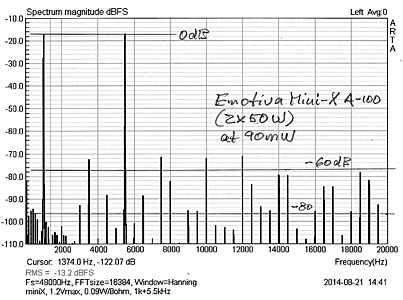 Spectrum magnitude dBFS
Left Avg:0
-10.0
-20.0
-30.0
-40.0
-50.0
-60.0
-70.0
-80.0
-90.0
-100.0
-110.0
ARTA
0dB
Emotiva Mini-X A-100
(2x50W)
at 90mW
-60dB
-80
0 2000 4000 6000 8000 10000 12000 14000 16000 18000 20000
Cursor: 1374.0 Hz, -122.07 dB
Frequency (Hz)
RMS = -13.2 dBFS
Fs=48000Hz, FFTsize=16384, Window=Hanning
2014-08-21 14:41
miniX, 1.2Vmax, 0.09W/8ohm, 1k+5.5kHz